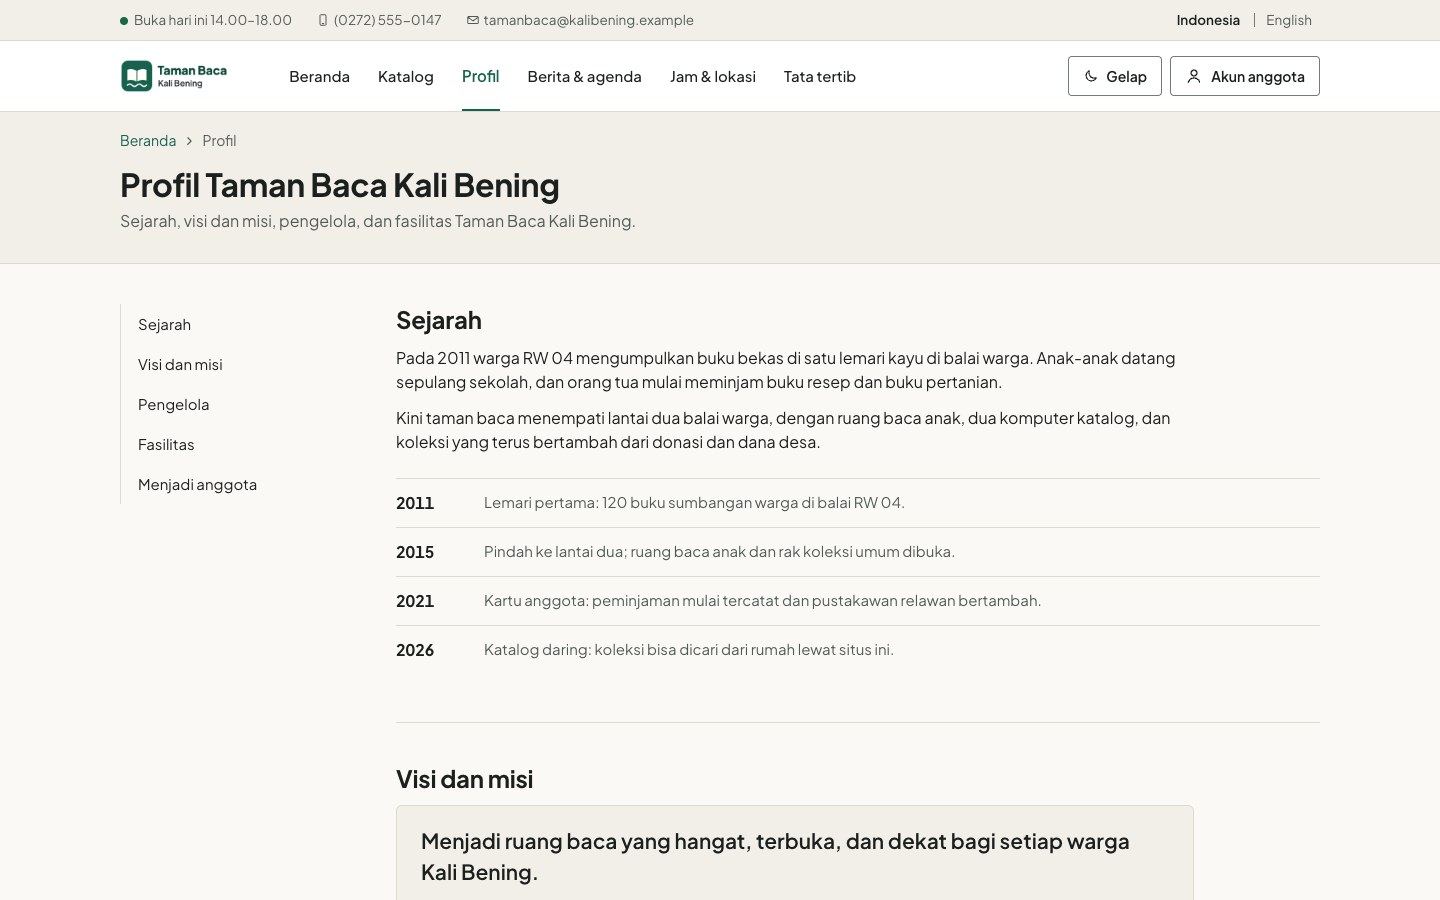 Buka hari ini 14.00–18.00
(0272) 555-0147
tamanbaca@kalibening.example
Indonesia
English
Taman Baca
Kali Bening
Beranda
Katalog
Profil
Berita & agenda
Jam & lokasi
Tata tertib
Gelap
Akun anggota
Beranda
Profil
Profil Taman Baca Kali Bening
Sejarah, visi dan misi, pengelola, dan fasilitas Taman Baca Kali Bening.
Sejarah
Visi dan misi
Pengelola
Fasilitas
Menjadi anggota
Sejarah
Pada 2011 warga RW 04 mengumpulkan buku bekas di satu lemari kayu di balai warga. Anak-anak datang
sepulang sekolah, dan orang tua mulai meminjam buku resep dan buku pertanian.
Kini taman baca menempati lantai dua balai warga, dengan ruang baca anak, dua komputer katalog, dan
koleksi yang terus bertambah dari donasi dan dana desa.
2011
Lemari pertama: 120 buku sumbangan warga di balai RW 04.
2015
Pindah ke lantai dua; ruang baca anak dan rak koleksi umum dibuka.
2021
Kartu anggota: peminjaman mulai tercatat dan pustakawan relawan bertambah.
2026
Katalog daring: koleksi bisa dicari dari rumah lewat situs ini.
Visi dan misi
Menjadi ruang baca yang hangat, terbuka, dan dekat bagi setiap warga
Kali Bening.